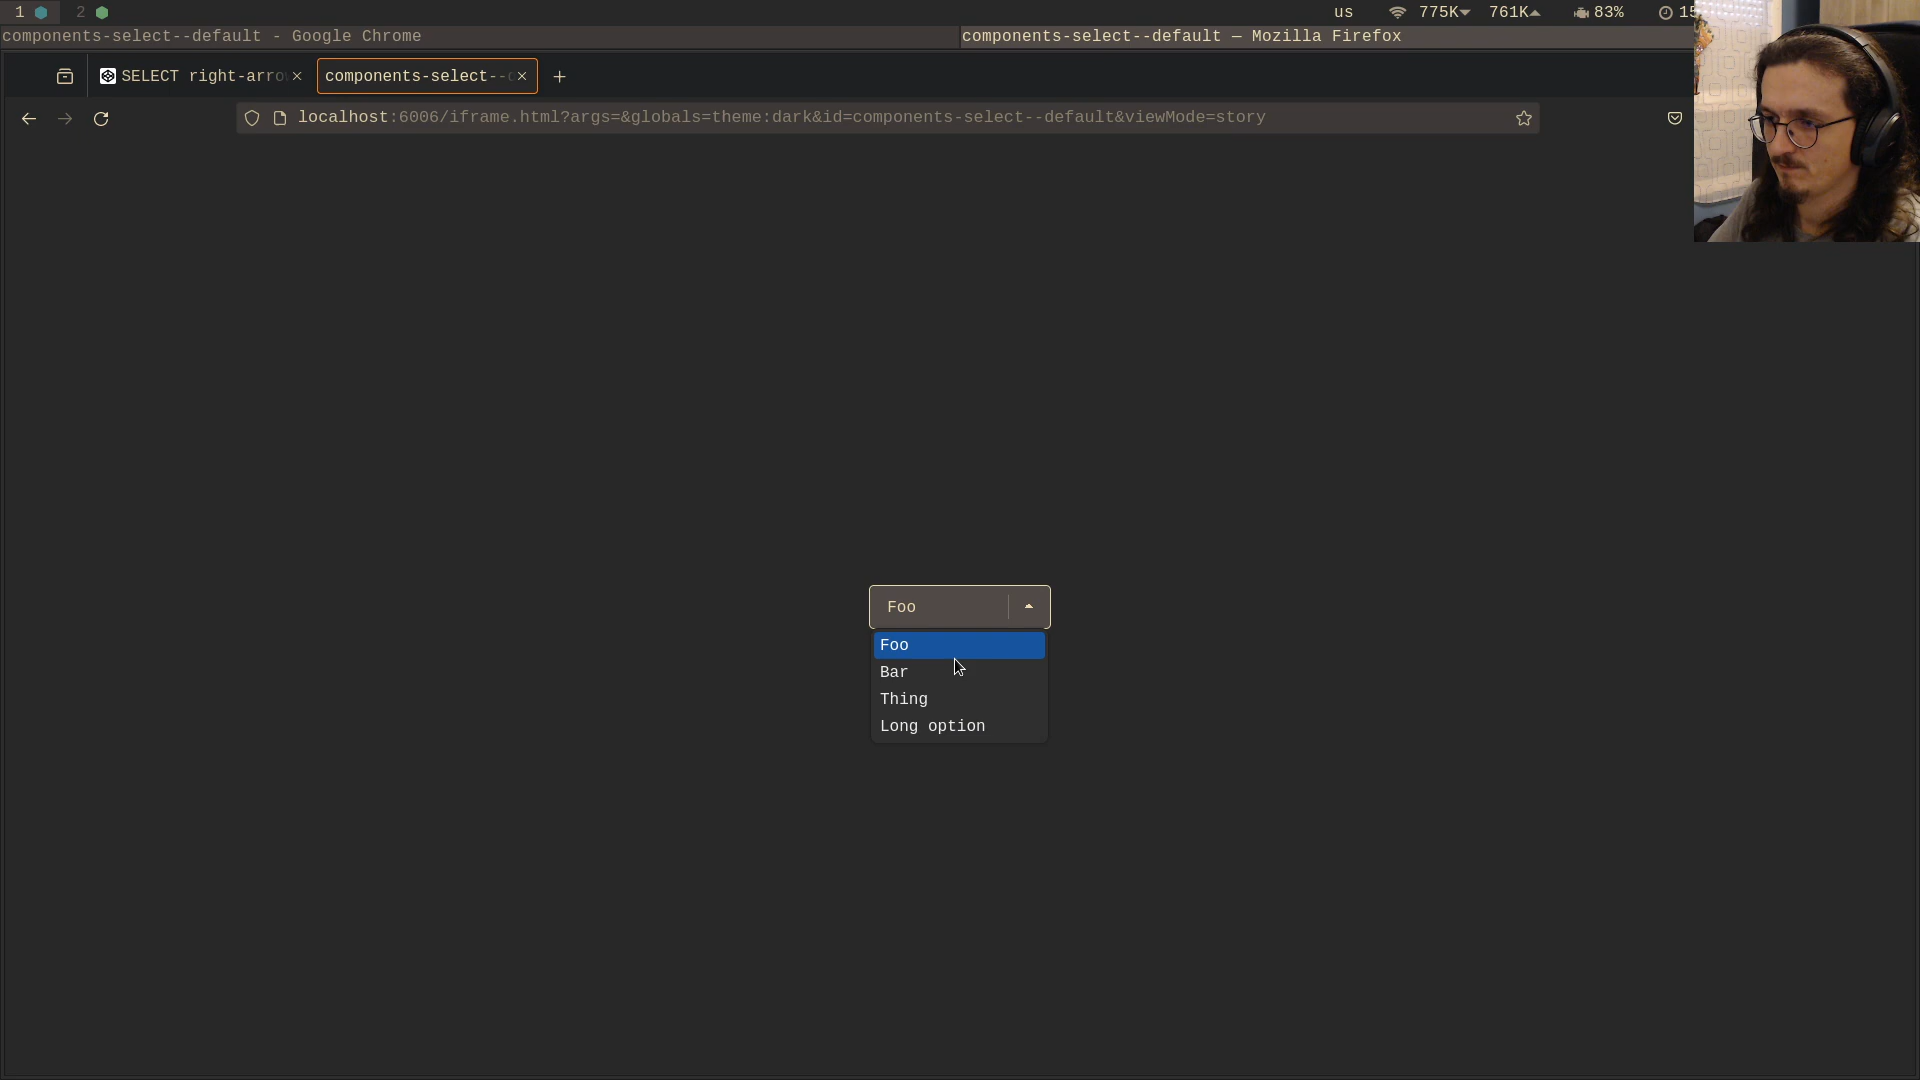 1 2 us 775K 761K 83% 15
components-select--default - Google Chrome components-select--default — Mozilla Firefox
SELECT right-arro components-select--
localhost:6006/iframe.html?args=&globals=theme:dark&id=components-select--default&viewMode=story
Foo
Foo
Bar
Thing
Long option